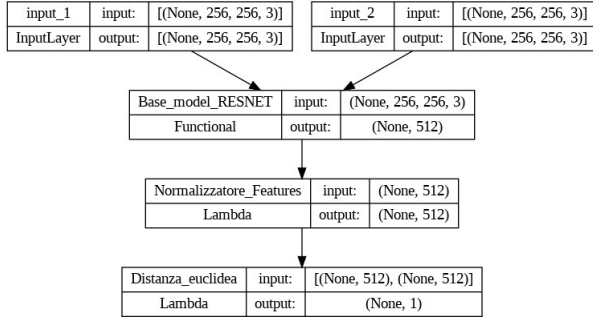 input_1 input: [(None, 256, 256, 3)]
InputLayer output: [(None, 256, 256, 3)]
input_2 input: [(None, 256, 256, 3)]
InputLayer output: [(None, 256, 256, 3)]
Base_model_RESNET input: (None, 256, 256, 3)
Functional output: (None, 512)
Normalizzatore_Features input: (None, 512)
Lambda output: (None, 512)
Distanza_euclidea input: [(None, 512), (None, 512)]
Lambda output: (None, 1)